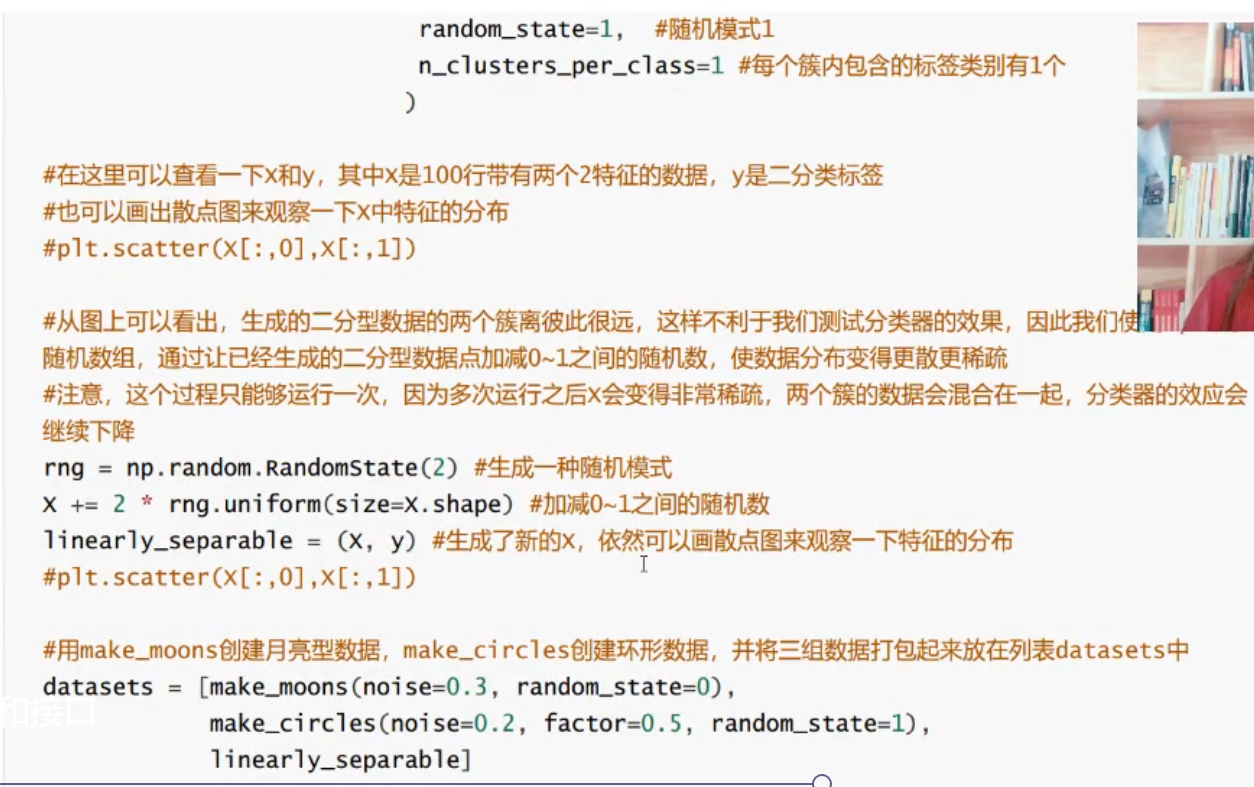 random_state=1,  #随机模式1
n_clusters_per_class=1 #每个簇内包含的标签类别有1个
)
#在这里可以查看一下X和y，其中X是100行带有两个2特征的数据，y是二分类标签
#也可以画出散点图来观察一下X中特征的分布
#plt.scatter(X[:,0],X[:,1])
#从图上可以看出，生成的二分型数据的两个簇离彼此很远，这样不利于我们测试分类器的效果，因此我们使
随机数组，通过让已经生成的二分型数据点加减0~1之间的随机数，使数据分布变得更散更稀疏
#注意，这个过程只能够运行一次，因为多次运行之后X会变得非常稀疏，两个簇的数据会混合在一起，分类器的效应会
继续下降
rng = np.random.RandomState(2) #生成一种随机模式
X += 2 * rng.uniform(size=X.shape) #加减0~1之间的随机数
linearly_separable = (X, y) #生成了新的X，依然可以画散点图来观察一下特征的分布
#plt.scatter(X[:,0],X[:,1])
#用make_moons创建月亮型数据，make_circles创建环形数据，并将三组数据打包起来放在列表datasets中
datasets = [make_moons(noise=0.3, random_state=0),
和接口
make_circles(noise=0.2, factor=0.5, random_state=1),
linearly_separable]